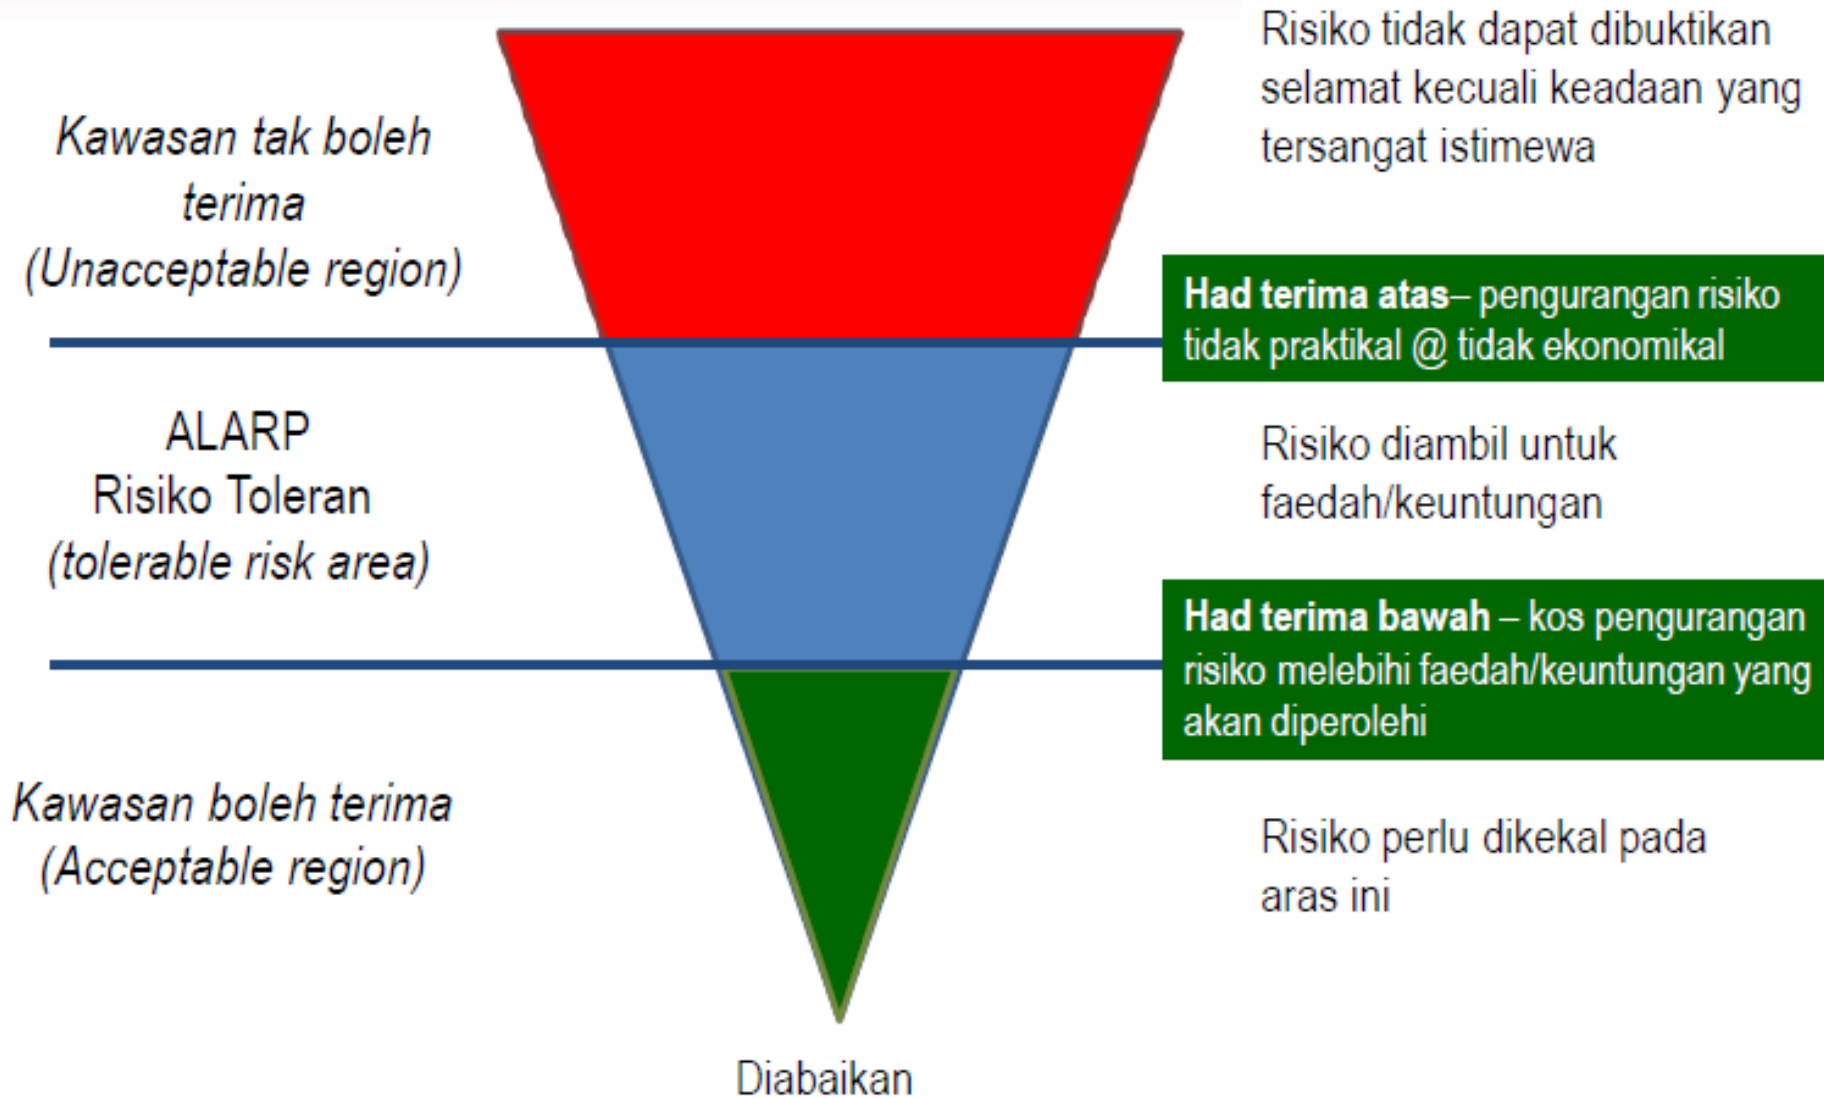 Risiko tidak dapat dibuktikan
selamat kecuali keadaan yang
tersangat istimewa
Kawasan tak boleh
terima
(Unacceptable region)
Had terima atas– pengurangan risiko
tidak praktikal @ tidak ekonomikal
ALARP
Risiko Toleran
(tolerable risk area)
Risiko diambil untuk
faedah/keuntungan
Had terima bawah – kos pengurangan
risiko melebihi faedah/keuntungan yang
akan diperolehi
Kawasan boleh terima
(Acceptable region)
Risiko perlu dikekal pada
aras ini
Diabaikan